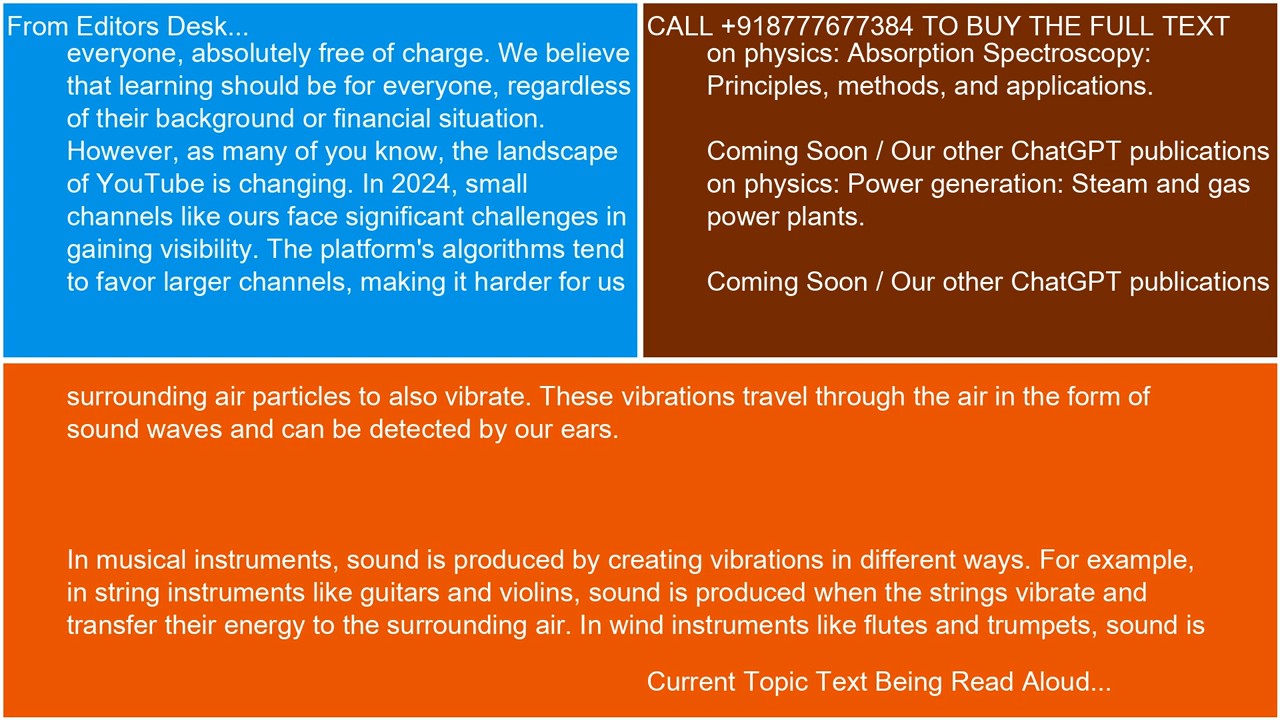 From Editors Desk...
everyone, absolutely free of charge. We believe
that learning should be for everyone, regardless
of their background or financial situation.
However, as many of you know, the landscape
of YouTube is changing. In 2024, small
channels like ours face significant challenges in
gaining visibility. The platform's algorithms tend
to favor larger channels, making it harder for us
CALL +918777677384 TO BUY THE FULL TEXT
on physics: Absorption Spectroscopy:
Principles, methods, and applications.
Coming Soon / Our other ChatGPT publications
on physics: Power generation: Steam and gas
power plants.
Coming Soon / Our other ChatGPT publications
surrounding air particles to also vibrate. These vibrations travel through the air in the form of
sound waves and can be detected by our ears.
In musical instruments, sound is produced by creating vibrations in different ways. For example,
in string instruments like guitars and violins, sound is produced when the strings vibrate and
transfer their energy to the surrounding air. In wind instruments like flutes and trumpets, sound is
Current Topic Text Being Read Aloud...